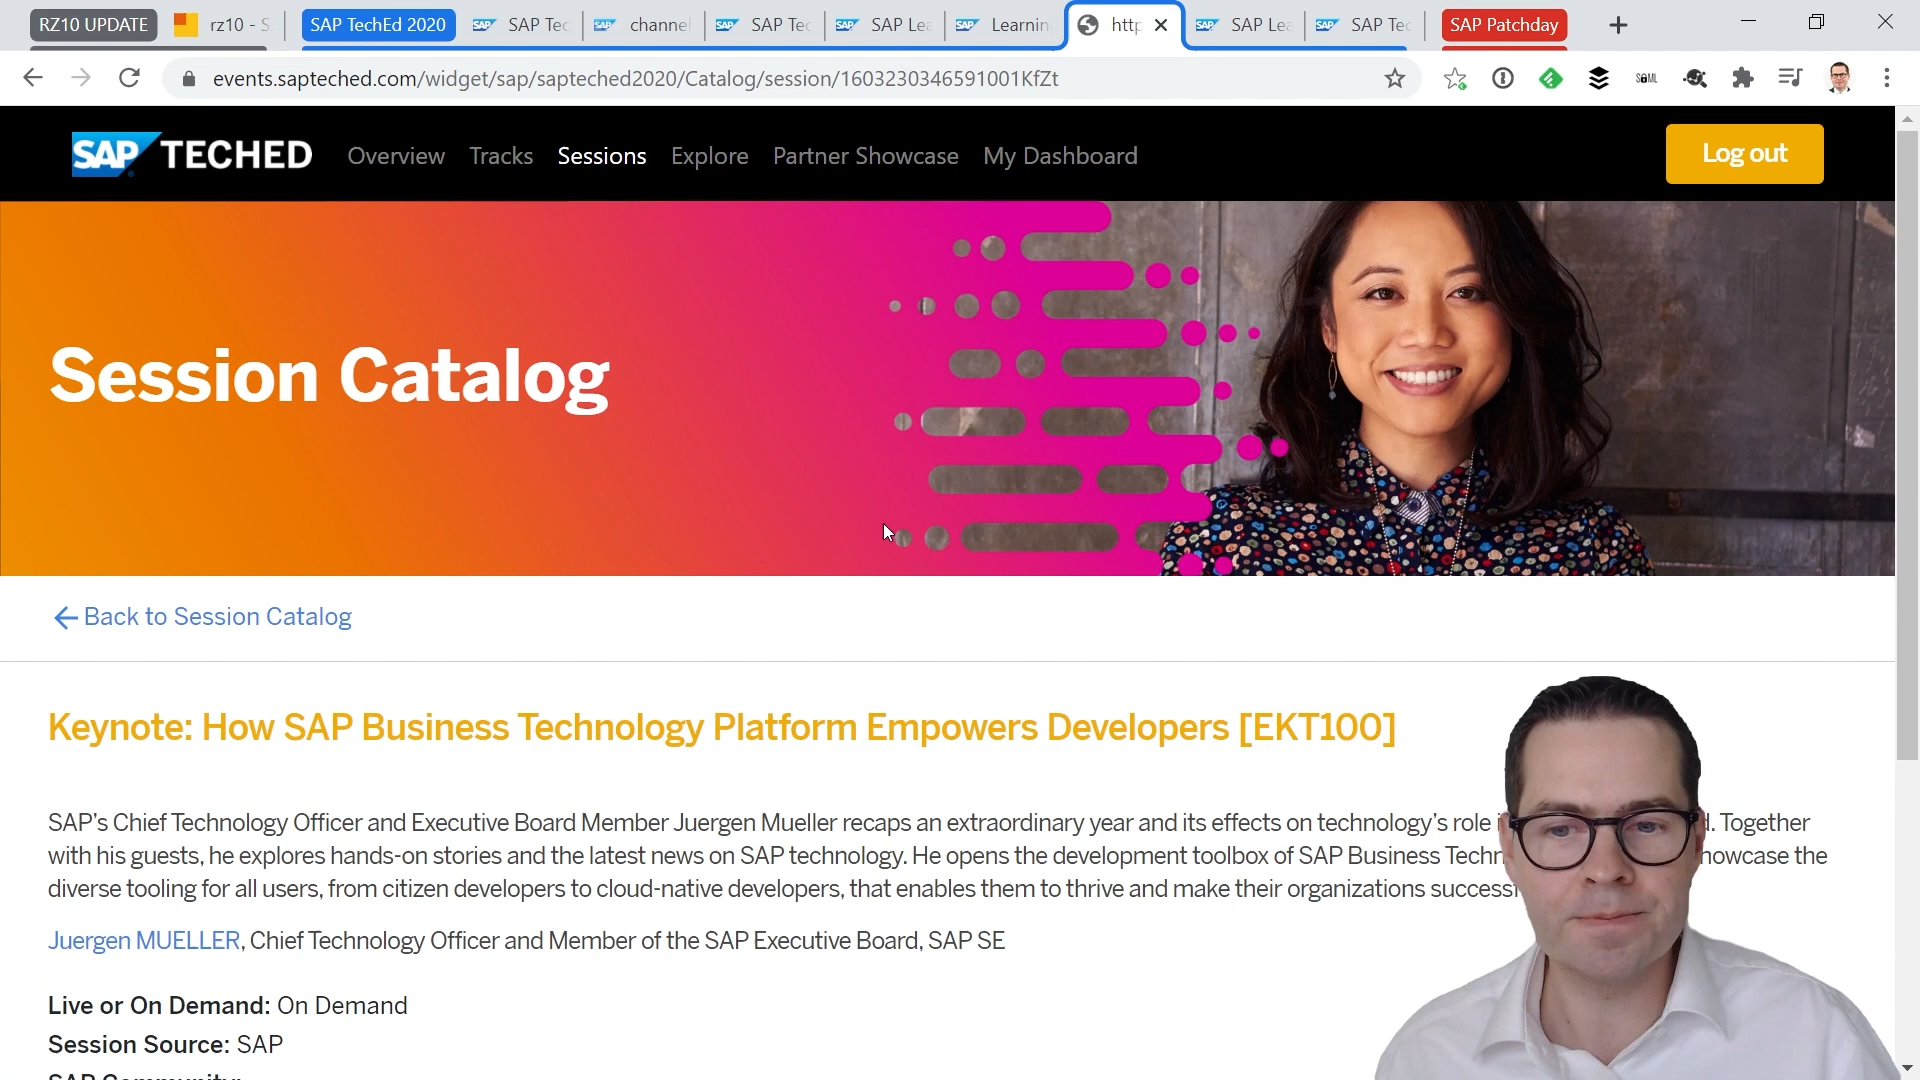 RZ10 UPDATE
rz10 - S
SAP TechEd 2020
SAP Tec
channel
SAP Tec
SAP Lea
Learnin
http
SAP Lea
SAP Tec
SAP Patchday
events.sapteched.com/widget/sap/sapteched2020/Catalog/session/1603230346591001KfZt
SAP TECHED
Overview
Tracks
Sessions
Explore
Partner Showcase
My Dashboard
Log out
Session Catalog
Back to Session Catalog
Keynote: How SAP Business Technology Platform Empowers Developers [EKT100]
SAP's Chief Technology Officer and Executive Board Member Juergen Mueller recaps an extraordinary year and its effects on technology's role Together
with his guests, he explores hands-on stories and the latest news on SAP technology. He opens the development toolbox of SAP Business Techn howcase the
diverse tooling for all users, from citizen developers to cloud-native developers, that enables them to thrive and make their organizations success
Juergen MUELLER, Chief Technology Officer and Member of the SAP Executive Board, SAP SE
Live or On Demand: On Demand
Session Source: SAP
SAP Community: